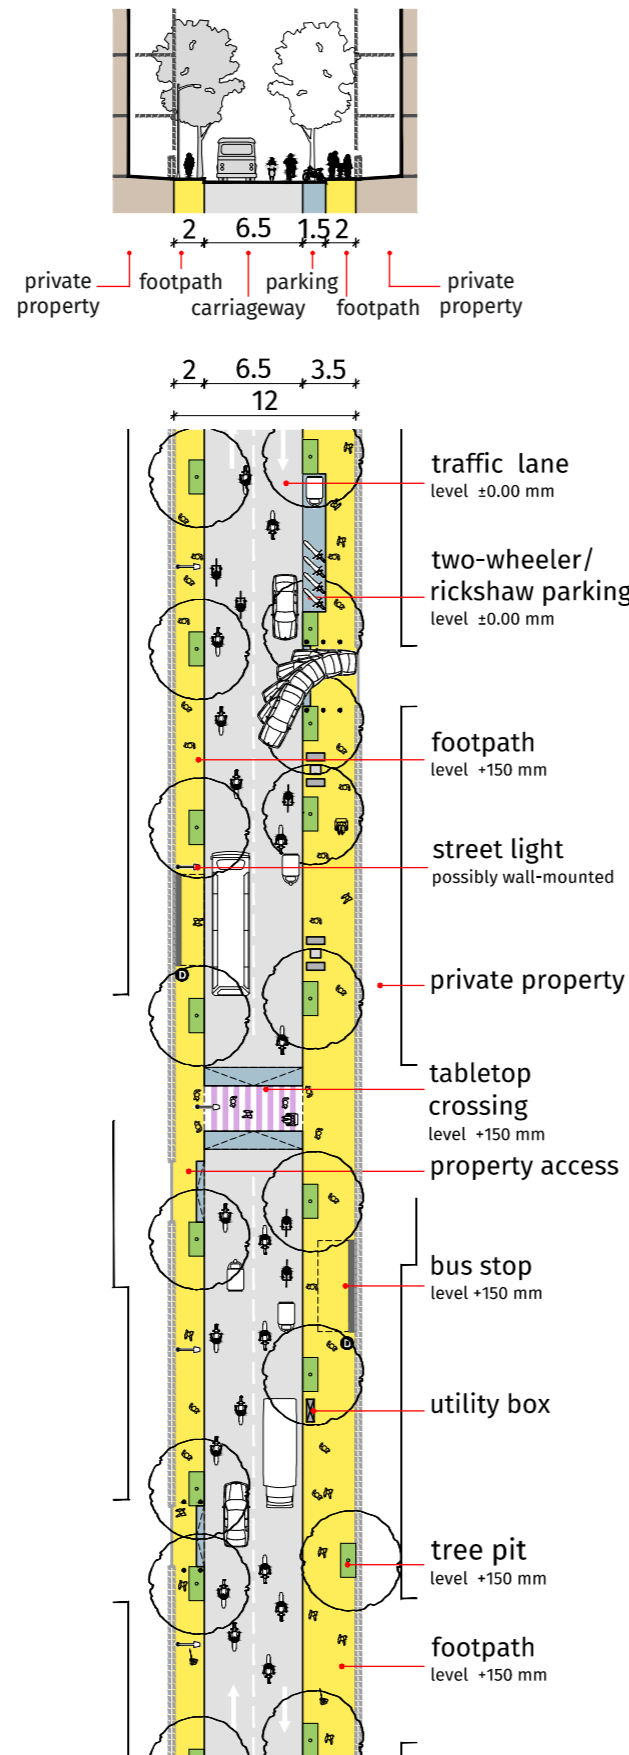 2 6.5 1.5 2
private property
footpath
carriageway
parking
footpath
private property
2 6.5 3.5
12
traffic lane
level ±0.00 mm
two-wheeler/
rickshaw parking
level ±0.00 mm
footpath
level +150 mm
street light
possibly wall-mounted
private property
D
tabletop
crossing
level +150 mm
property access
bus stop
level +150 mm
D
utility box
tree pit
level +150 mm
footpath
level +150 mm